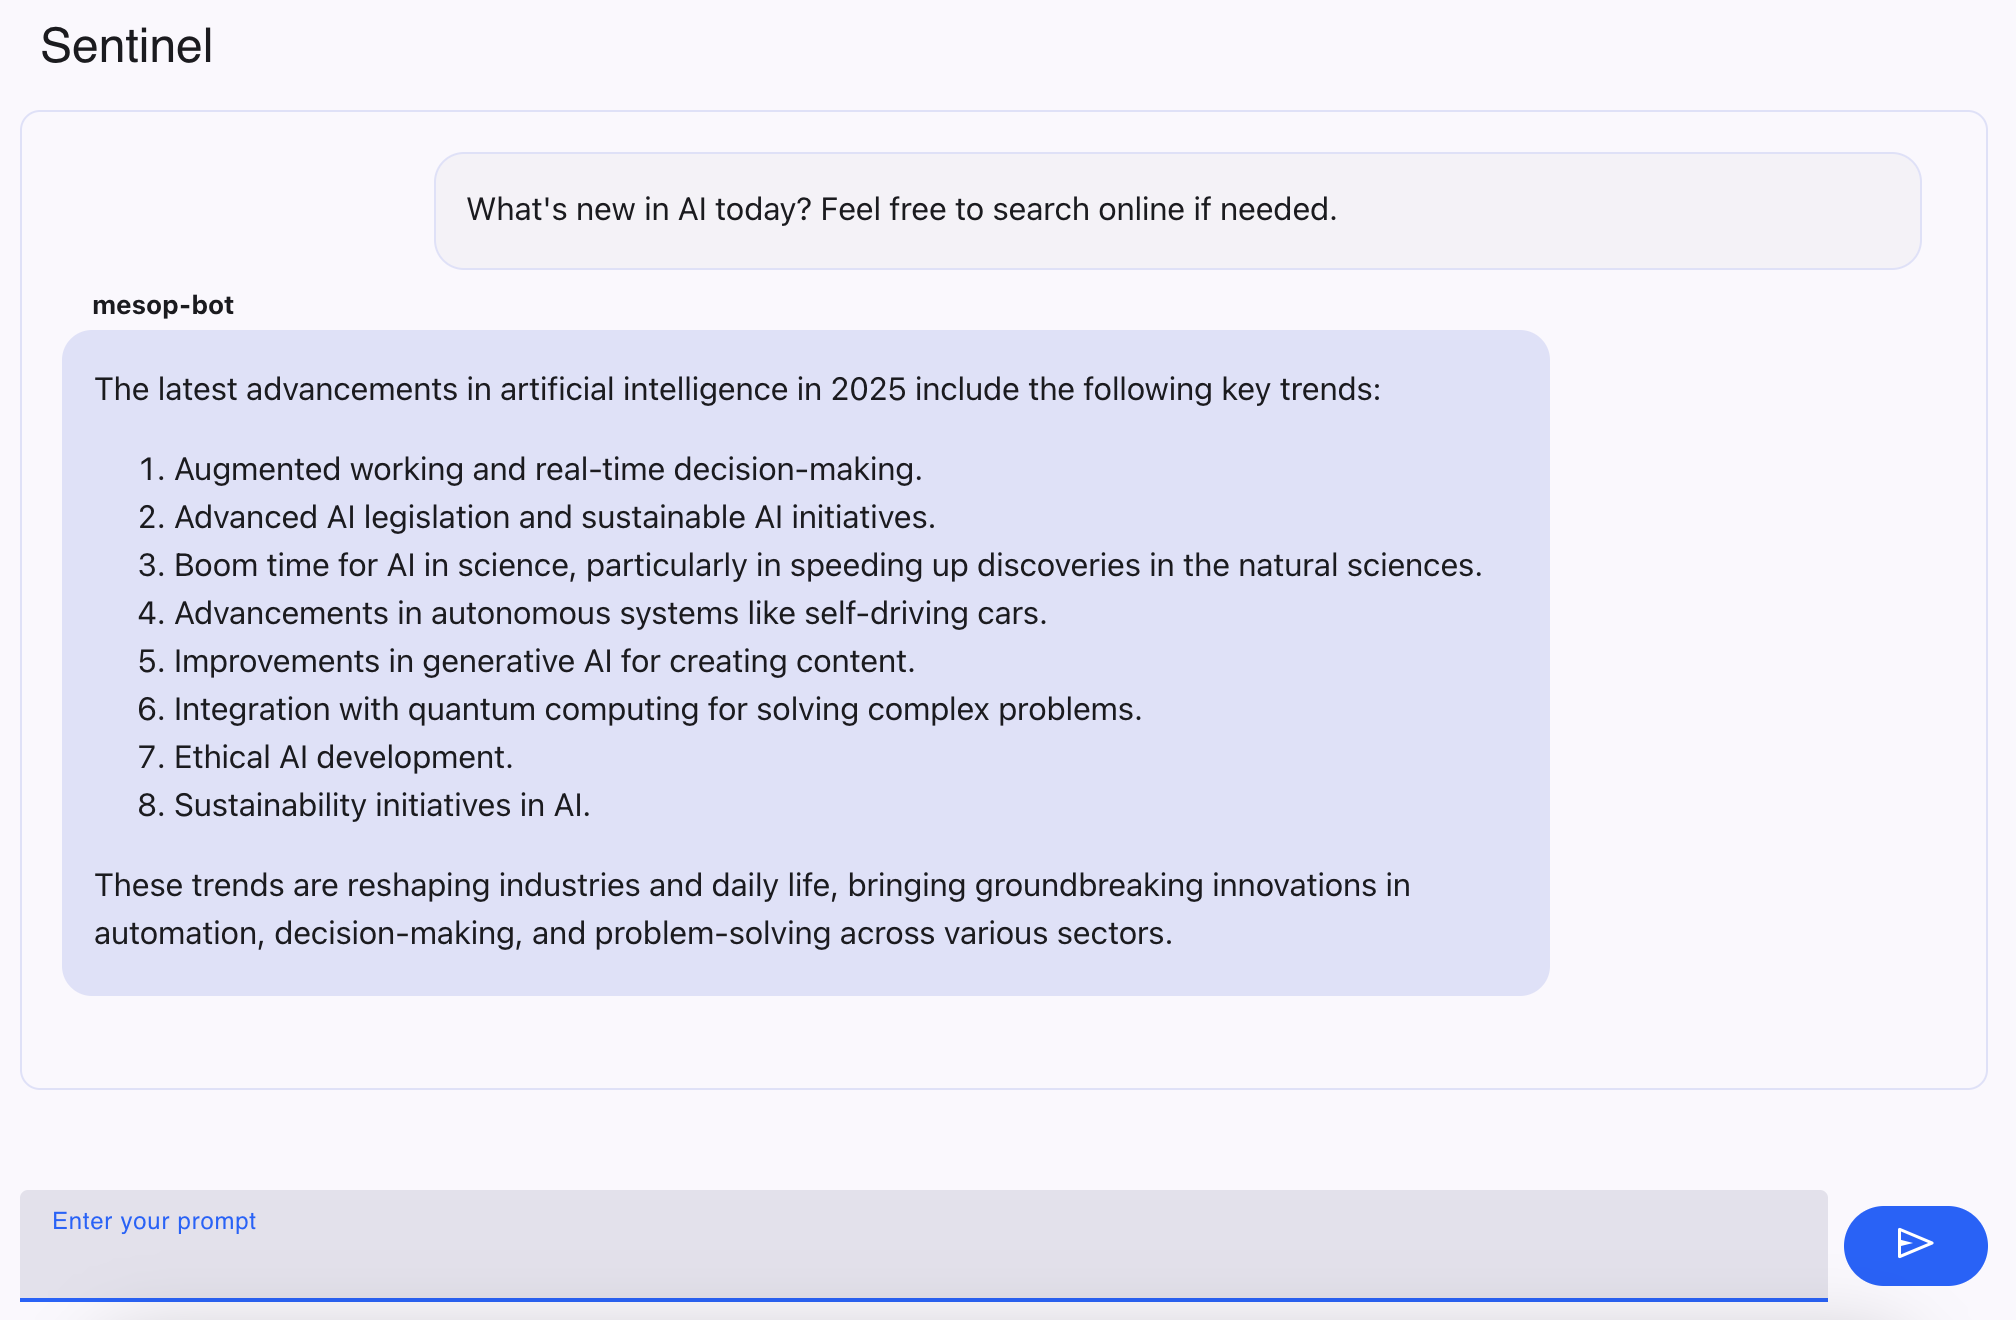 Sentinel
What's new in AI today? Feel free to search online if needed.
mesop-bot
The latest advancements in artificial intelligence in 2025 include the following key trends:
1. Augmented working and real-time decision-making.
2. Advanced AI legislation and sustainable AI initiatives.
3. Boom time for AI in science, particularly in speeding up discoveries in the natural sciences.
4. Advancements in autonomous systems like self-driving cars.
5. Improvements in generative AI for creating content.
6. Integration with quantum computing for solving complex problems.
7. Ethical AI development.
8. Sustainability initiatives in AI.
These trends are reshaping industries and daily life, bringing groundbreaking innovations in
automation, decision-making, and problem-solving across various sectors.
Enter your prompt